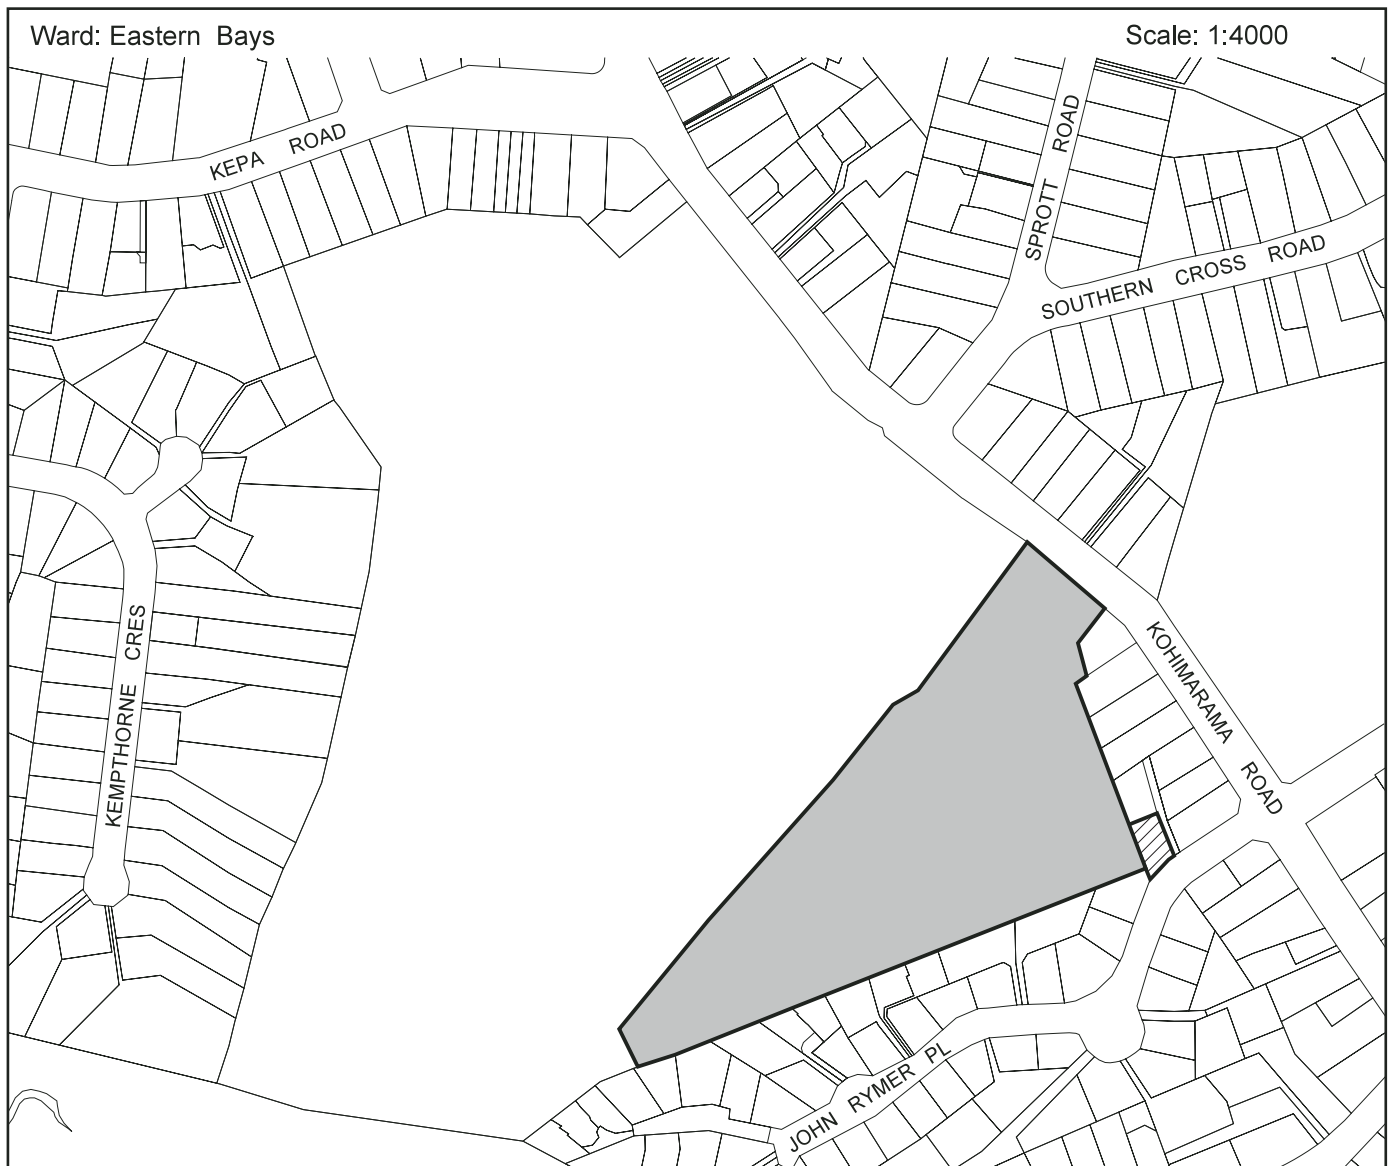 Ward: Eastern Bays
Scale: 1:4000
KEPA ROAD
SPROTT ROAD
SOUTHERN CROSS ROAD
KEMPTHORNE CRES
KOHIMARAMA ROAD
JOHN RYMER PL